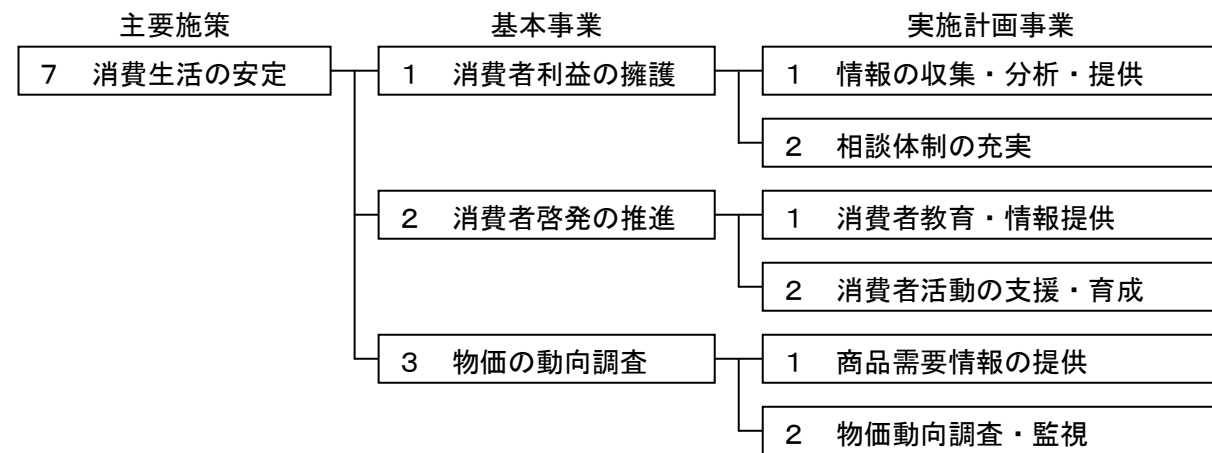 主要施策 基本事業 実施計画事業
7 消費生活の安定 1 消費者利益の擁護 1 情報の収集・分析・提供
2 相談体制の充実
2 消費者啓発の推進 1 消費者教育・情報提供
2 消費者活動の支援・育成
3 物価の動向調査 1 商品需要情報の提供
2 物価動向調査・監視